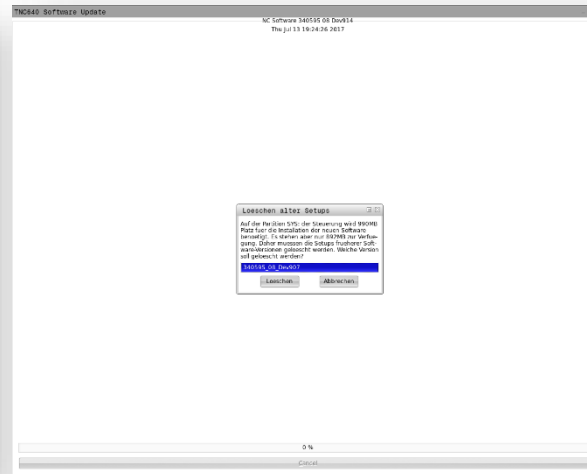 TNC640 Software Update
NC Software 340595 08 Dev914
Thu Jul 13 19:24:26 2017
Loeschen alter Setups
Auf der Partition SYS: der Steuerung wird 990MB
Platz fuer die Installation der neuen Software
benoetigt. Es stehen aber nur 892MB zur Verfue-
gung. Daher muessen die Setups frueherer Soft-
ware-Versionen geloescht werden. Welche Version
soll geloescht werden?
340595_08_Dev907
Loeschen
Abbrechen
0 %
Cancel